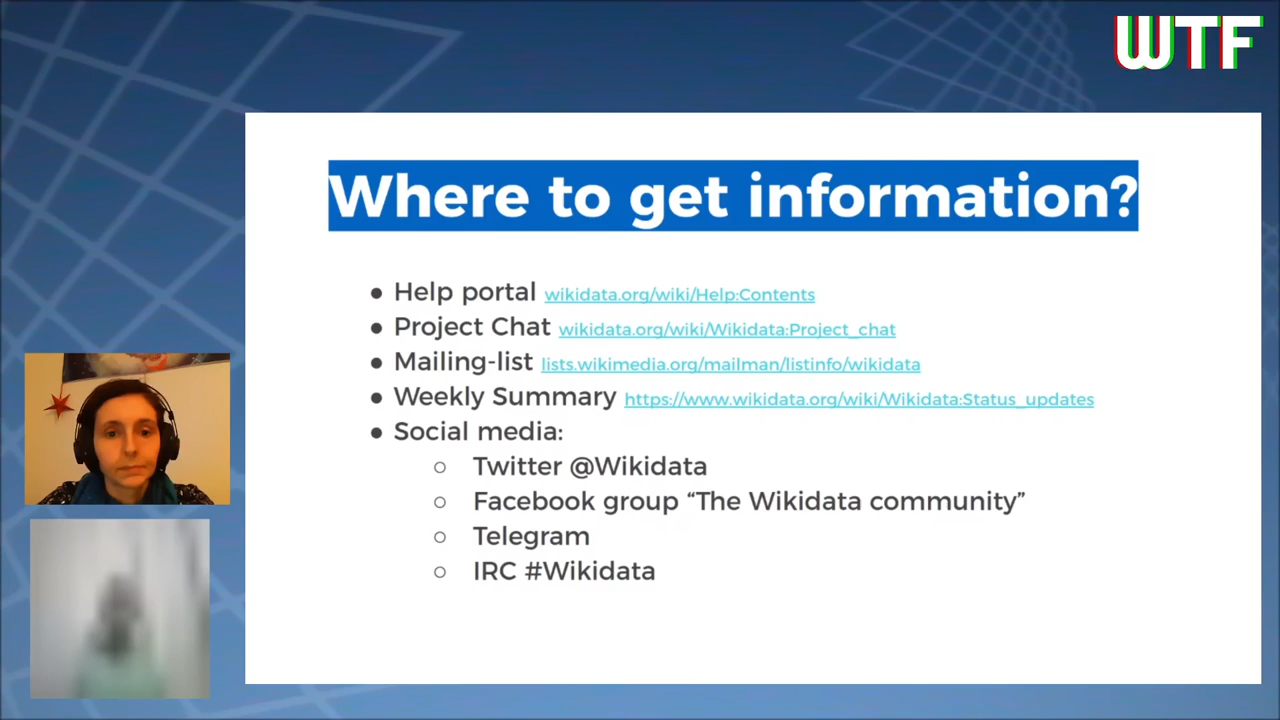 WTF
Where to get information?
● Help portal wikidata.org/wiki/Help:Contents
● Project Chat wikidata.org/wiki/Wikidata:Project_chat
● Mailing-list lists.wikimedia.org/mailman/listinfo/wikidata
● Weekly Summary https://www.wikidata.org/wiki/Wikidata:Status_updates
● Social media:
○ Twitter @Wikidata
○ Facebook group “The Wikidata community”
○ Telegram
○ IRC #Wikidata